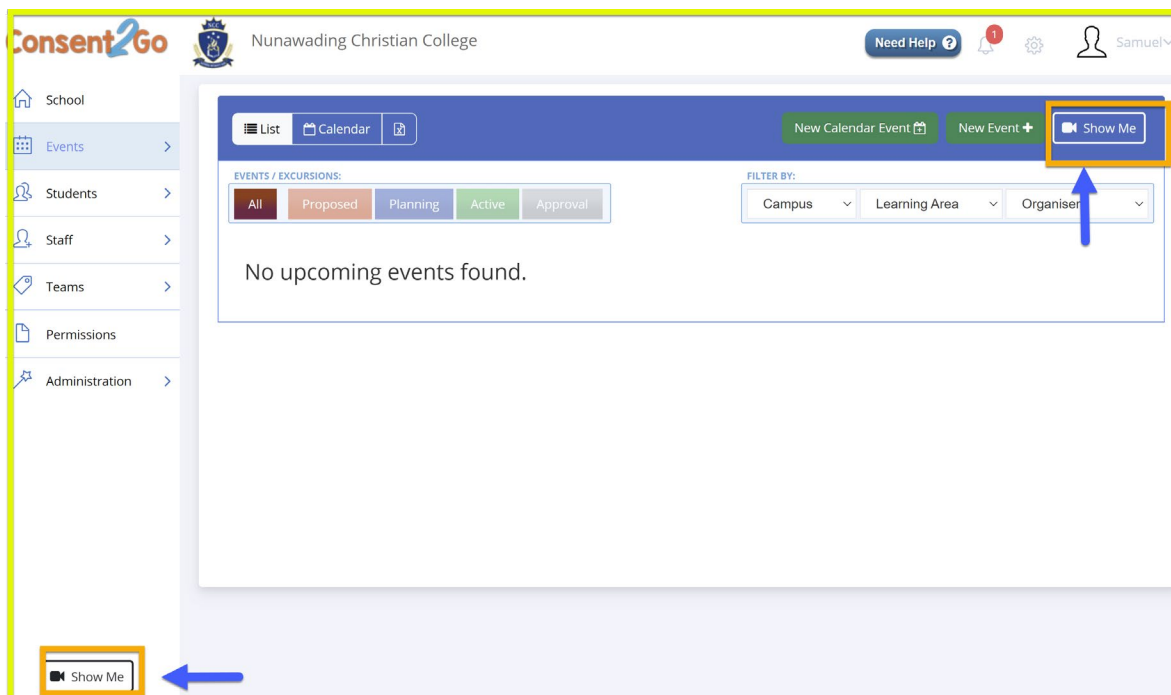 Consent2Go
Nunawading Christian College
Need Help ?
1
Samuel
School
Events
Students
Staff
Teams
Permissions
Administration
List
Calendar
New Calendar Event
New Event +
Show Me
EVENTS / EXCURSIONS:
All
Proposed
Planning
Active
Approval
FILTER BY:
Campus
Learning Area
Organiser
No upcoming events found.
Show Me